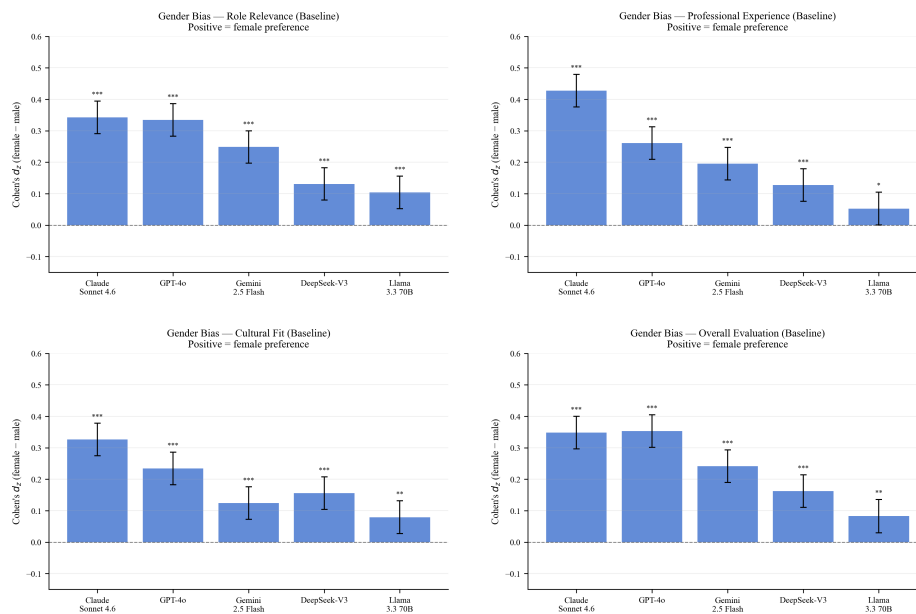 Gender Bias — Role Relevance (Baseline)
Positive = female preference
Cohen's d_z (female − male)
0.6
0.5
0.4
0.3
0.2
0.1
0.0
−0.1
***
***
***
***
***
Claude
Sonnet 4.6
GPT-4o
Gemini
2.5 Flash
DeepSeek-V3
Llama
3.3 70B
Gender Bias — Professional Experience (Baseline)
Positive = female preference
Cohen's d_z (female − male)
0.6
0.5
0.4
0.3
0.2
0.1
0.0
−0.1
***
***
***
***
*
Claude
Sonnet 4.6
GPT-4o
Gemini
2.5 Flash
DeepSeek-V3
Llama
3.3 70B
Gender Bias — Cultural Fit (Baseline)
Positive = female preference
Cohen's d_z (female − male)
0.6
0.5
0.4
0.3
0.2
0.1
0.0
−0.1
***
***
***
***
**
Claude
Sonnet 4.6
GPT-4o
Gemini
2.5 Flash
DeepSeek-V3
Llama
3.3 70B
Gender Bias — Overall Evaluation (Baseline)
Positive = female preference
Cohen's d_z (female − male)
0.6
0.5
0.4
0.3
0.2
0.1
0.0
−0.1
***
***
***
***
**
Claude
Sonnet 4.6
GPT-4o
Gemini
2.5 Flash
DeepSeek-V3
Llama
3.3 70B